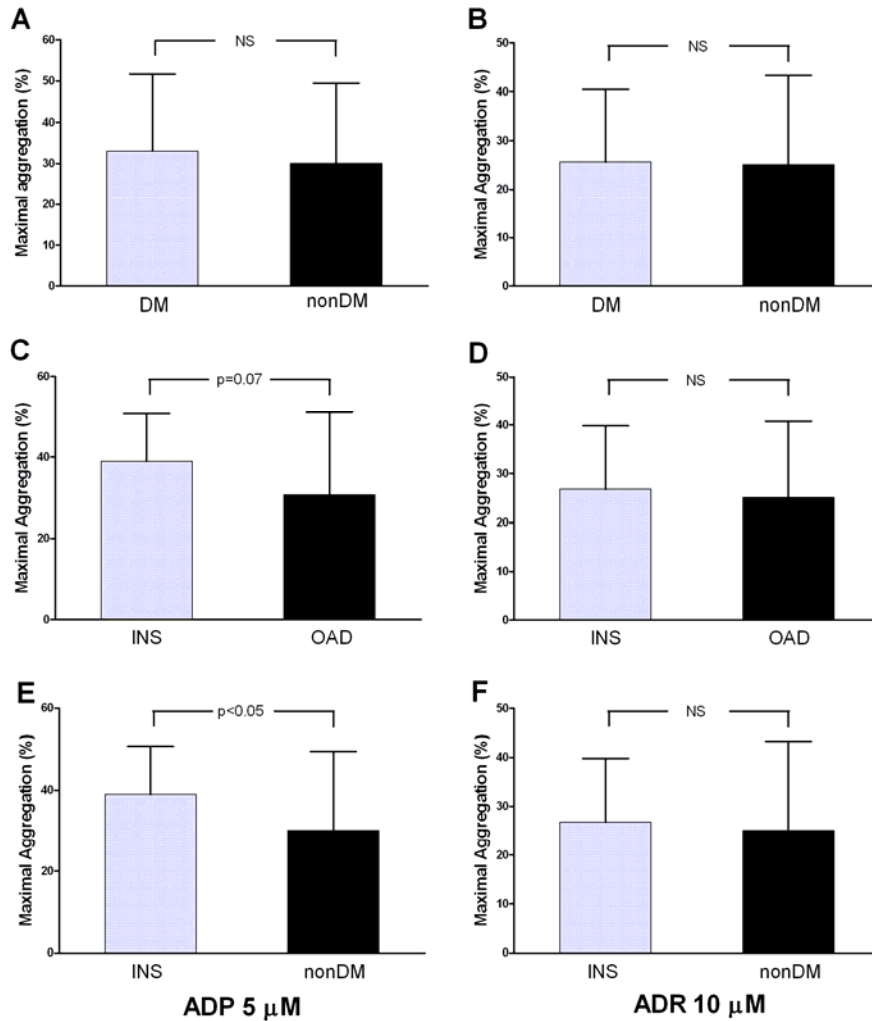 A
Maximal aggregation (%)
60
50
40
30
20
10
0
NS
DM
nonDM
B
Maximal Aggregation (%)
50
40
30
20
10
0
NS
DM
nonDM
C
Maximal Aggregation (%)
60
40
20
0
p=0.07
INS
OAD
D
Maximal Aggregation (%)
50
40
30
20
10
0
NS
INS
OAD
E
Maximal Aggregation (%)
60
40
20
0
p<0.05
INS
nonDM
F
Maximal Aggregation (%)
50
40
30
20
10
0
NS
INS
nonDM
ADP 5 μM
ADR 10 μM